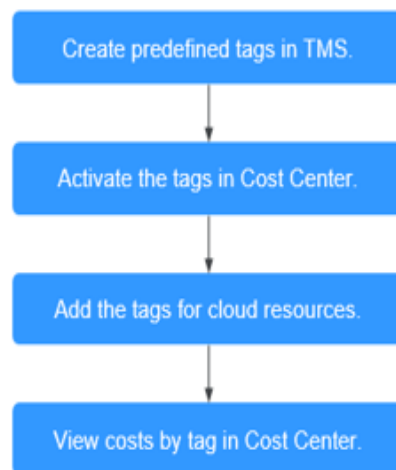 Create predefined tags in TMS.
Activate the tags in Cost Center.
Add the tags for cloud resources.
View costs by tag in Cost Center.